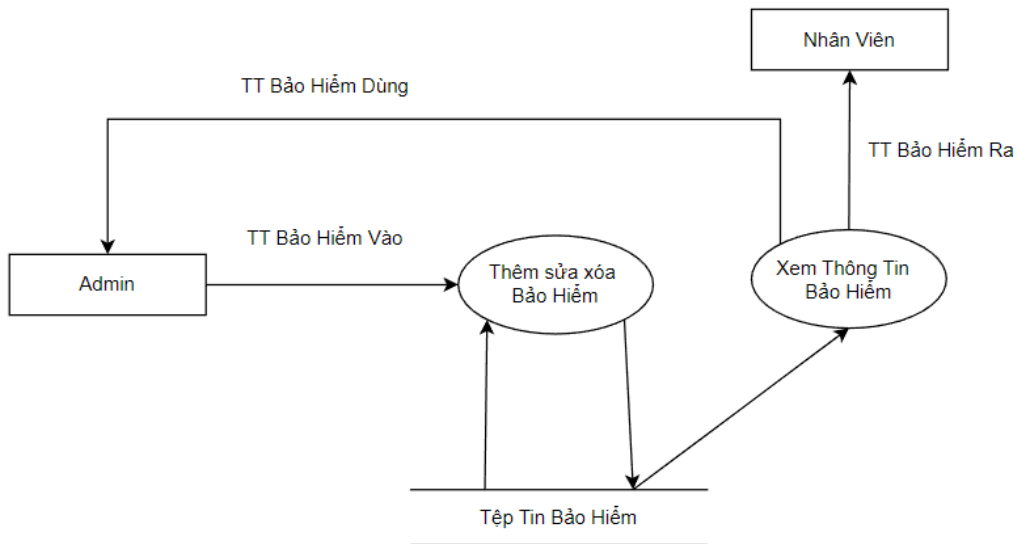 Nhân Viên
TT Bảo Hiểm Dùng
TT Bảo Hiểm Ra
TT Bảo Hiểm Vào
Admin
Thêm sửa xóa
Bảo Hiểm
Xem Thông Tin
Bảo Hiểm
Tệp Tin Bảo Hiểm